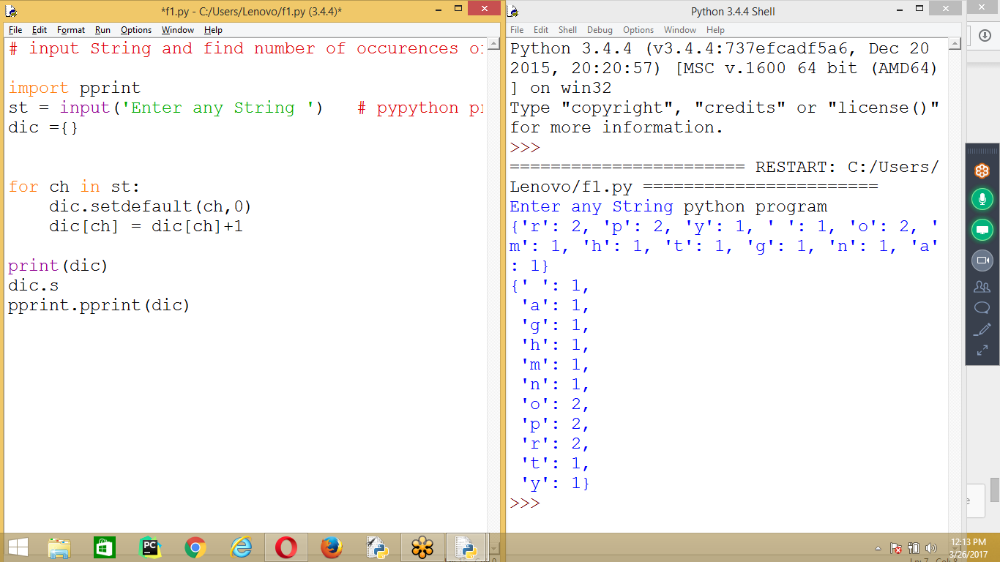 *f1.py - C:/Users/Lenovo/f1.py (3.4.4)*
File Edit Format Run Options Window Help
# input String and find number of occurences
import pprint
st = input('Enter any String ') # pypython
dic ={}
for ch in st:
    dic.setdefault(ch,0)
    dic[ch] = dic[ch]+1
print(dic)
dic.s
pprint.pprint(dic)
Python 3.4.4 Shell
File Edit Shell Debug Options Window Help
Python 3.4.4 (v3.4.4:737efcadf5a6, Dec 20
2015, 20:20:57) [MSC v.1600 64 bit (AMD64)
] on win32
Type "copyright", "credits" or "license()"
for more information.
>>>
======================= RESTART: C:/Users/
Lenovo/f1.py =======================
Enter any String python program
{'r': 2, 'p': 2, 'y': 1, ' ': 1, 'o': 2, '
m': 1, 'h': 1, 't': 1, 'g': 1, 'n': 1, 'a'
: 1}
{' ': 1,
 'a': 1,
 'g': 1,
 'h': 1,
 'm': 1,
 'n': 1,
 'o': 2,
 'p': 2,
 'r': 2,
 't': 1,
 'y': 1}
>>>
PC
12:13 PM
3/26/2017